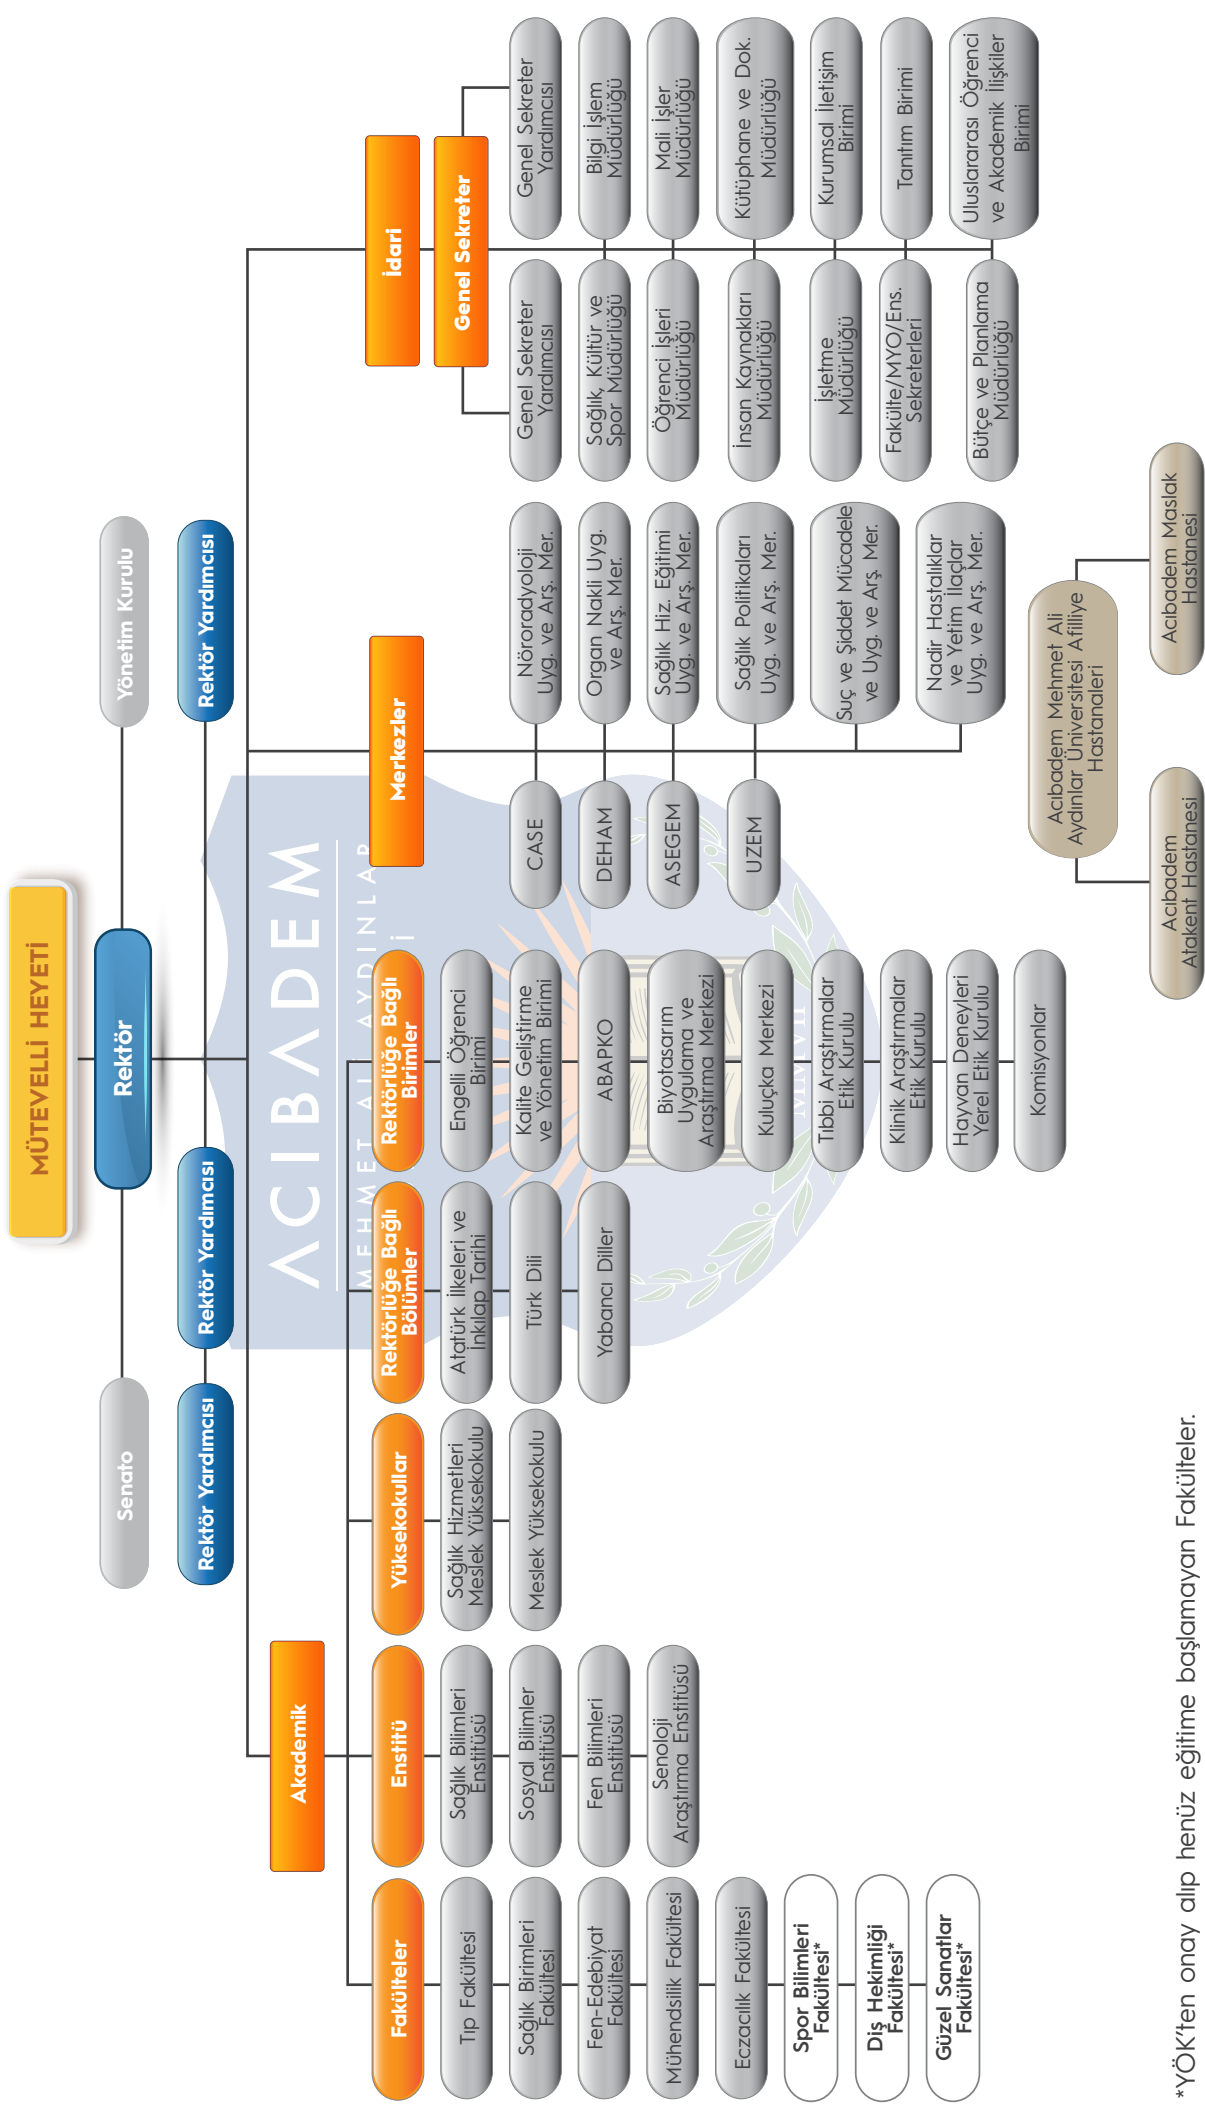 MÜTEVELLİ HEYETİ
Senato
Rektör
Yönetim Kurulu
Rektör Yardımcısı
Rektör Yardımcısı
Rektör Yardımcısı
ACIBADEM
MEHMET ALİ AYDINLAR
Akademik
Fakülteler
Tıp Fakültesi
Sağlık Birimleri
Fakültesi
Fen-Edebiyat
Fakültesi
Mühendsilik Fakültesi
Eczacılık Fakültesi
Spor Bilimleri
Fakültesi*
Diş Hekimliği
Fakültesi*
Güzel Sanatlar
Fakültesi*
Enstitü
Sağlık Bilimleri
Enstitüsü
Sosyal Bilimler
Enstitüsü
Fen Bilimleri
Enstitüsü
Senoloji
Araştırma Enstitüsü
Yüksekokullar
Sağlık Hizmetleri
Meslek Yüksekokulu
Meslek Yüksekokulu
Rektörlüğe Bağlı
Bölümler
Atatürk İlkeleri ve
İnkılap Tarihi
Türk Dili
Yabancı Diller
Rektörlüğe Bağlı
Birimler
Engelli Öğrenci
Birimi
Kalite Geliştirme
ve Yönetim Birimi
ABAPKO
Biyotasarım
Uygulama ve
Araştırma Merkezi
Kuluçka Merkezi
Tıbbi Araştırmalar
Etik Kurulu
Klinik Araştırmalar
Etik Kurulu
Hayvan Deneyleri
Yerel Etik Kurulu
Komisyonlar
MMVII
Merkezler
CASE
Nöroradyoloji
Uyg. ve Arş. Mer.
DEHAM
Organ Nakli Uyg.
ve Arş. Mer.
ASEGEM
Sağlık Hiz. Eğitimi
Uyg. ve Arş. Mer.
UZEM
Sağlık Politikaları
Uyg. ve Arş. Mer.
Suç ve Şiddet Mücadele
ve Uyg. ve Arş. Mer.
Nadir Hastalıklar
ve Yetim İlaçlar
Uyg. ve Arş. Mer.
İdari
Genel Sekreter
Genel Sekreter
Yardımcısı
Genel Sekreter
Yardımcısı
Sağlık, Kültür ve
Spor Müdürlüğü
Bilgi İşlem
Müdürlüğü
Öğrenci İşleri
Müdürlüğü
Mali İşler
Müdürlüğü
İnsan Kaynakları
Müdürlüğü
Kütüphane ve Dok.
Müdürlüğü
İşletme
Müdürlüğü
Kurumsal İletişim
Birimi
Fakülte/MYO/Ens.
Sekreterleri
Tanıtım Birimi
Bütçe ve Planlama
Müdürlüğü
Uluslararası Öğrenci
ve Akademik İlişkiler
Birimi
Acıbadem Mehmet Ali
Aydınlar Üniversitesi Afilliye
Hastanaleri
Acıbadem
Atakent Hastanesi
Acıbadem Maslak
Hastanesi
*YÖK'ten onay alıp henüz eğitime başlamayan Fakülteler.